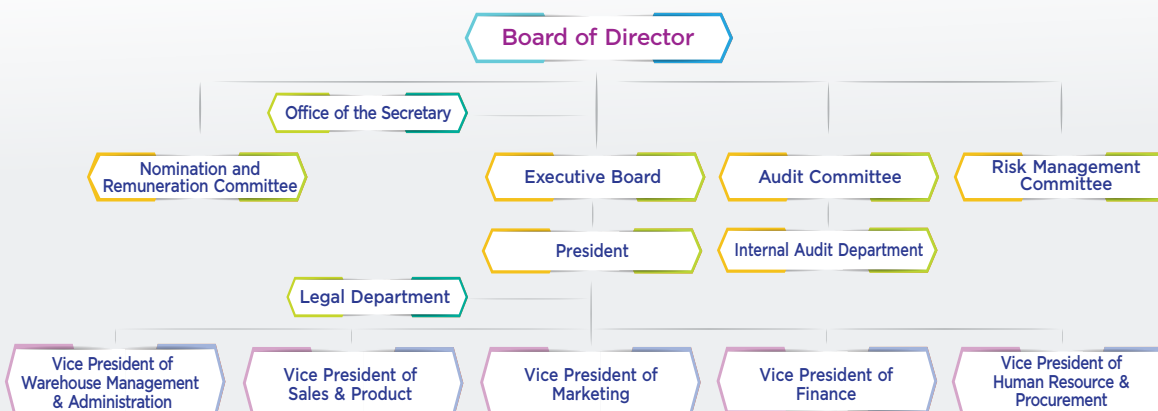 Board of Director
Office of the Secretary
Nomination and
Remuneration Committee
Executive Board
Audit Committee
Risk Management
Committee
President
Internal Audit Department
Legal Department
Vice President of
Warehouse Management
& Administration
Vice President of
Sales & Product
Vice President of
Marketing
Vice President of
Finance
Vice President of
Human Resource &
Procurement